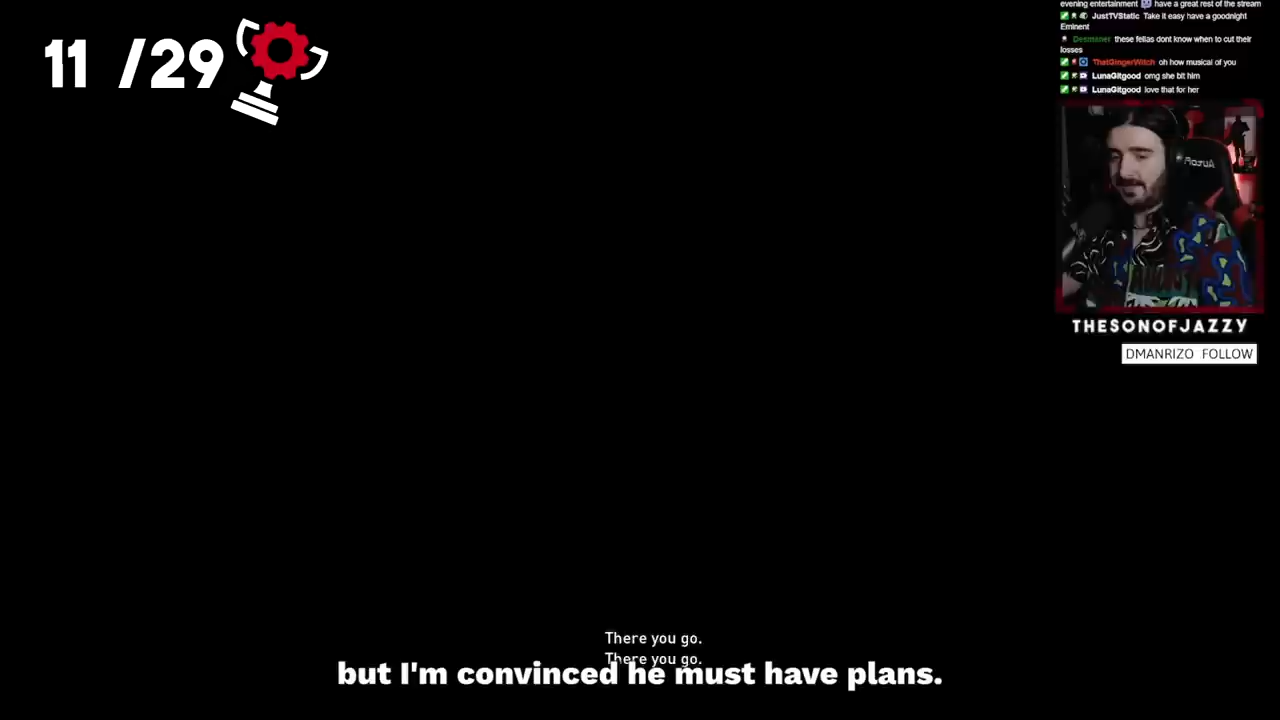 11 /29
evening entertainment have a great rest of the stream
JustTVStatic Take it easy have a goodnight
Eminent
Desmaner these fellas dont know when to cut their
losses
ThatGingerWitch oh how musical of you
LunaGitgood omg she bit him
LunaGitgood love that for her
THESONOFJAZZY
DMANRIZO FOLLOW
There you go.
There you go.
but I'm convinced he must have plans.